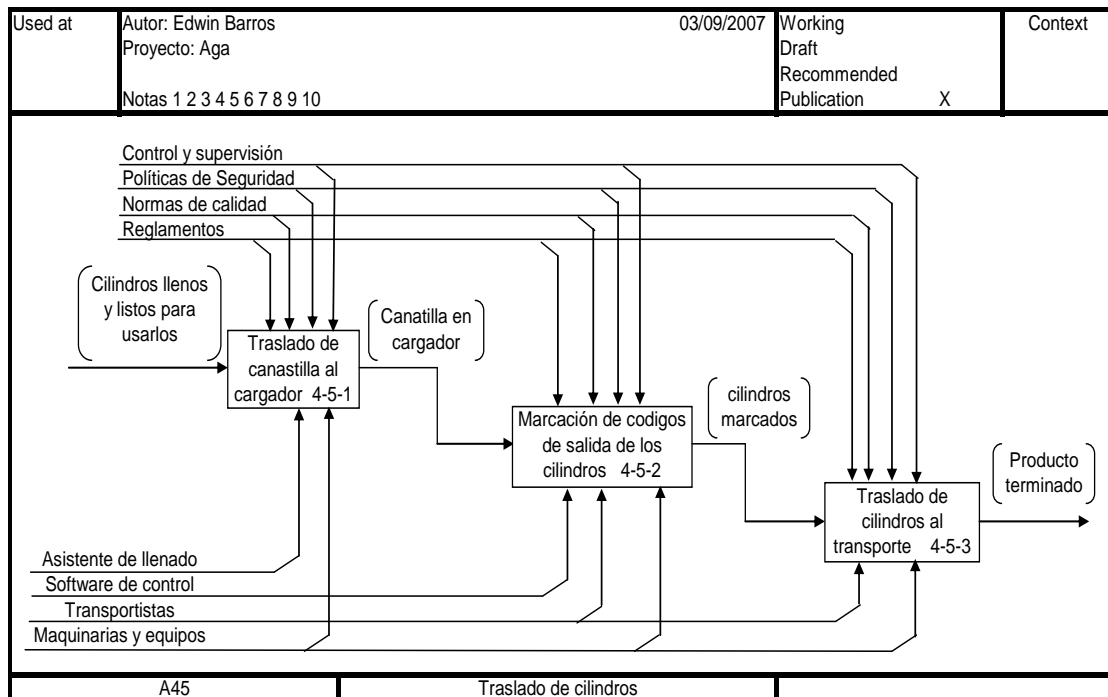 Used at
Autor: Edwin Barros 03/09/2007
Proyecto: Aga
Notas 1 2 3 4 5 6 7 8 9 10
Working
Draft
Recommended
Publication X
Context
Control y supervisión
Políticas de Seguridad
Normas de calidad
Reglamentos
Cilindros llenos
y listos para
usarlos
Traslado de
canastilla al
cargador 4-5-1
Canatilla en
cargador
Marcación de codigos
de salida de los
cilindros 4-5-2
cilindros
marcados
Traslado de
cilindros al
transporte 4-5-3
Producto
terminado
Asistente de llenado
Software de control
Transportistas
Maquinarias y equipos
A45
Traslado de cilindros